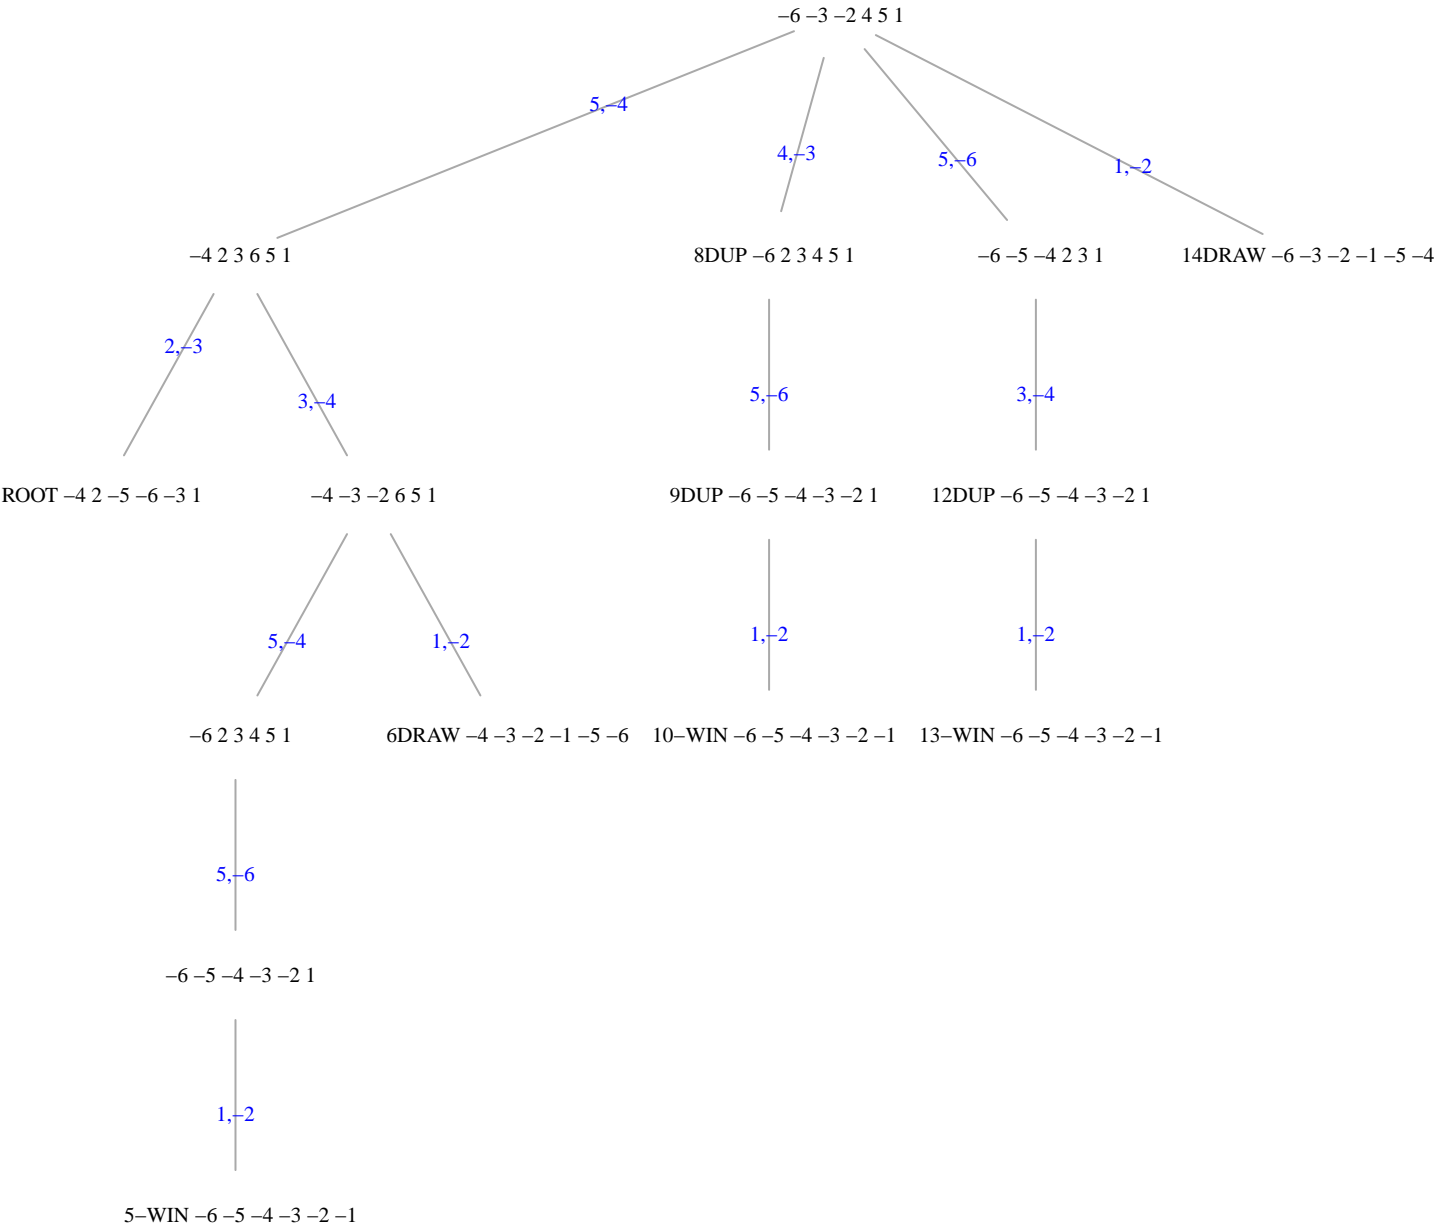 –6 –3 –2 4 5 1
5,–4
4,–3
5,–6
1,–2
–4 2 3 6 5 1
8DUP –6 2 3 4 5 1
–6 –5 –4 2 3 1
14DRAW –6 –3 –2 –1 –5 –4
2,–3
3,–4
5,–6
3,–4
ROOT –4 2 –5 –6 –3 1
–4 –3 –2 6 5 1
9DUP –6 –5 –4 –3 –2 1
12DUP –6 –5 –4 –3 –2 1
5,–4
1,–2
1,–2
1,–2
–6 2 3 4 5 1
6DRAW –4 –3 –2 –1 –5 –6
10–WIN –6 –5 –4 –3 –2 –1
13–WIN –6 –5 –4 –3 –2 –1
5,–6
–6 –5 –4 –3 –2 1
1,–2
5–WIN –6 –5 –4 –3 –2 –1